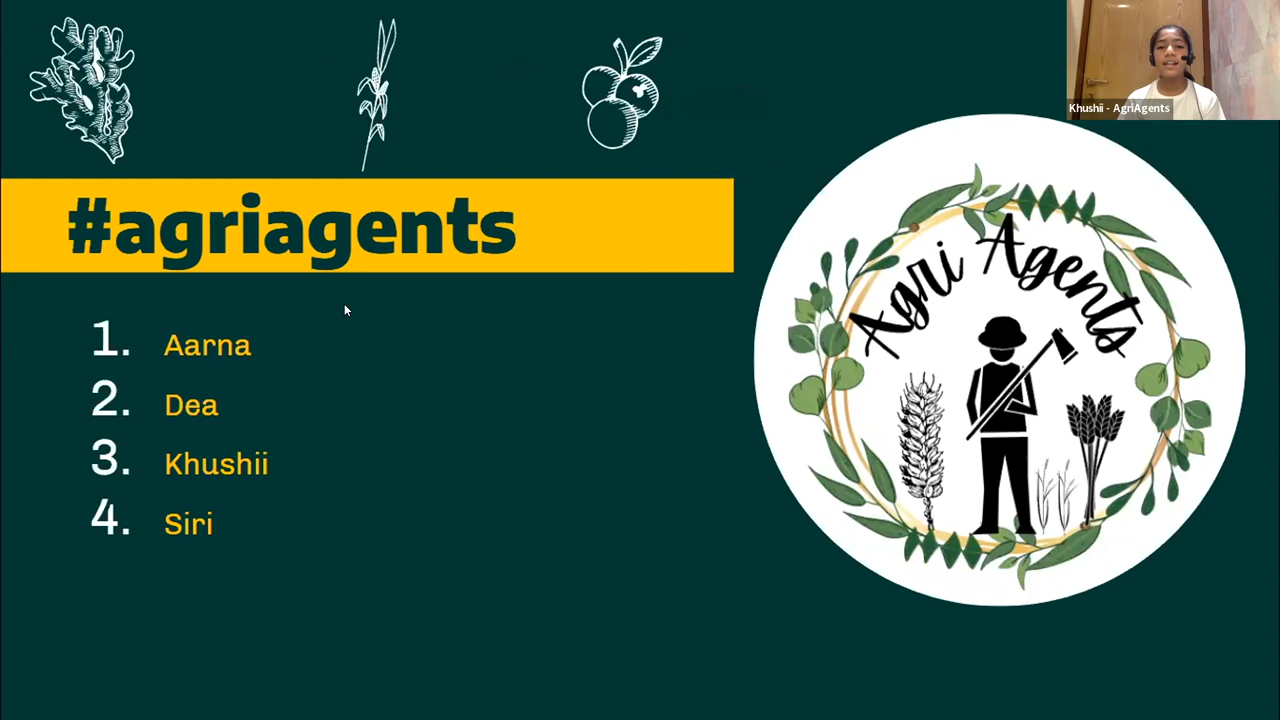 Khushii - AgriAgents
#agriagents
Agri Agents
1. Aarna
2. Dea
3. Khushii
4. Siri